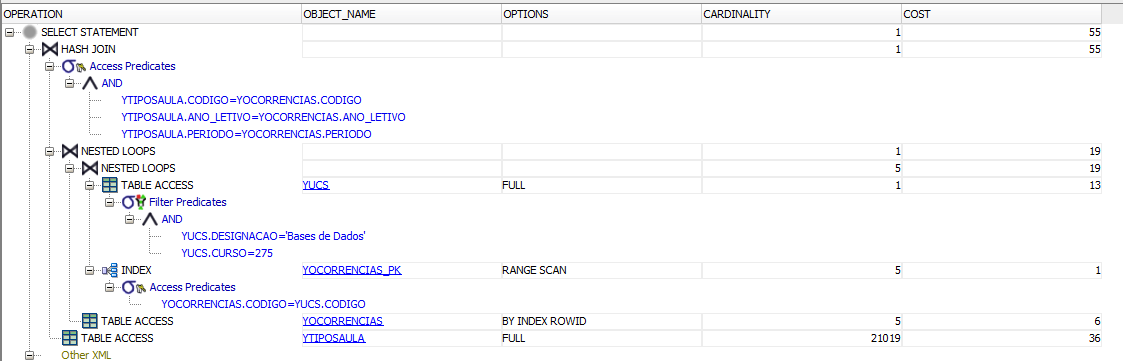 OPERATION OBJECT_NAME OPTIONS CARDINALITY COST
SELECT STATEMENT 1 55
HASH JOIN 1 55
Access Predicates
AND
YTIPOSAULA.CODIGO=YOCORRENCIAS.CODIGO
YTIPOSAULA.ANO_LETIVO=YOCORRENCIAS.ANO_LETIVO
YTIPOSAULA.PERIODO=YOCORRENCIAS.PERIODO
NESTED LOOPS 1 19
NESTED LOOPS 5 19
TABLE ACCESS YUCS FULL 1 13
Filter Predicates
AND
YUCS.DESIGNACAO='Bases de Dados'
YUCS.CURSO=275
INDEX YOCORRENCIAS_PK RANGE SCAN 5 1
Access Predicates
YOCORRENCIAS.CODIGO=YUCS.CODIGO
TABLE ACCESS YOCORRENCIAS BY INDEX ROWID 5 6
TABLE ACCESS YTIPOSAULA FULL 21019 36
Other XML